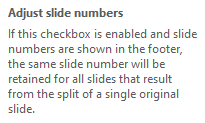 Adjust slide numbers
If this checkbox is enabled and slide
numbers are shown in the footer,
the same slide number will be
retained for all slides that result
from the split of a single original
slide.